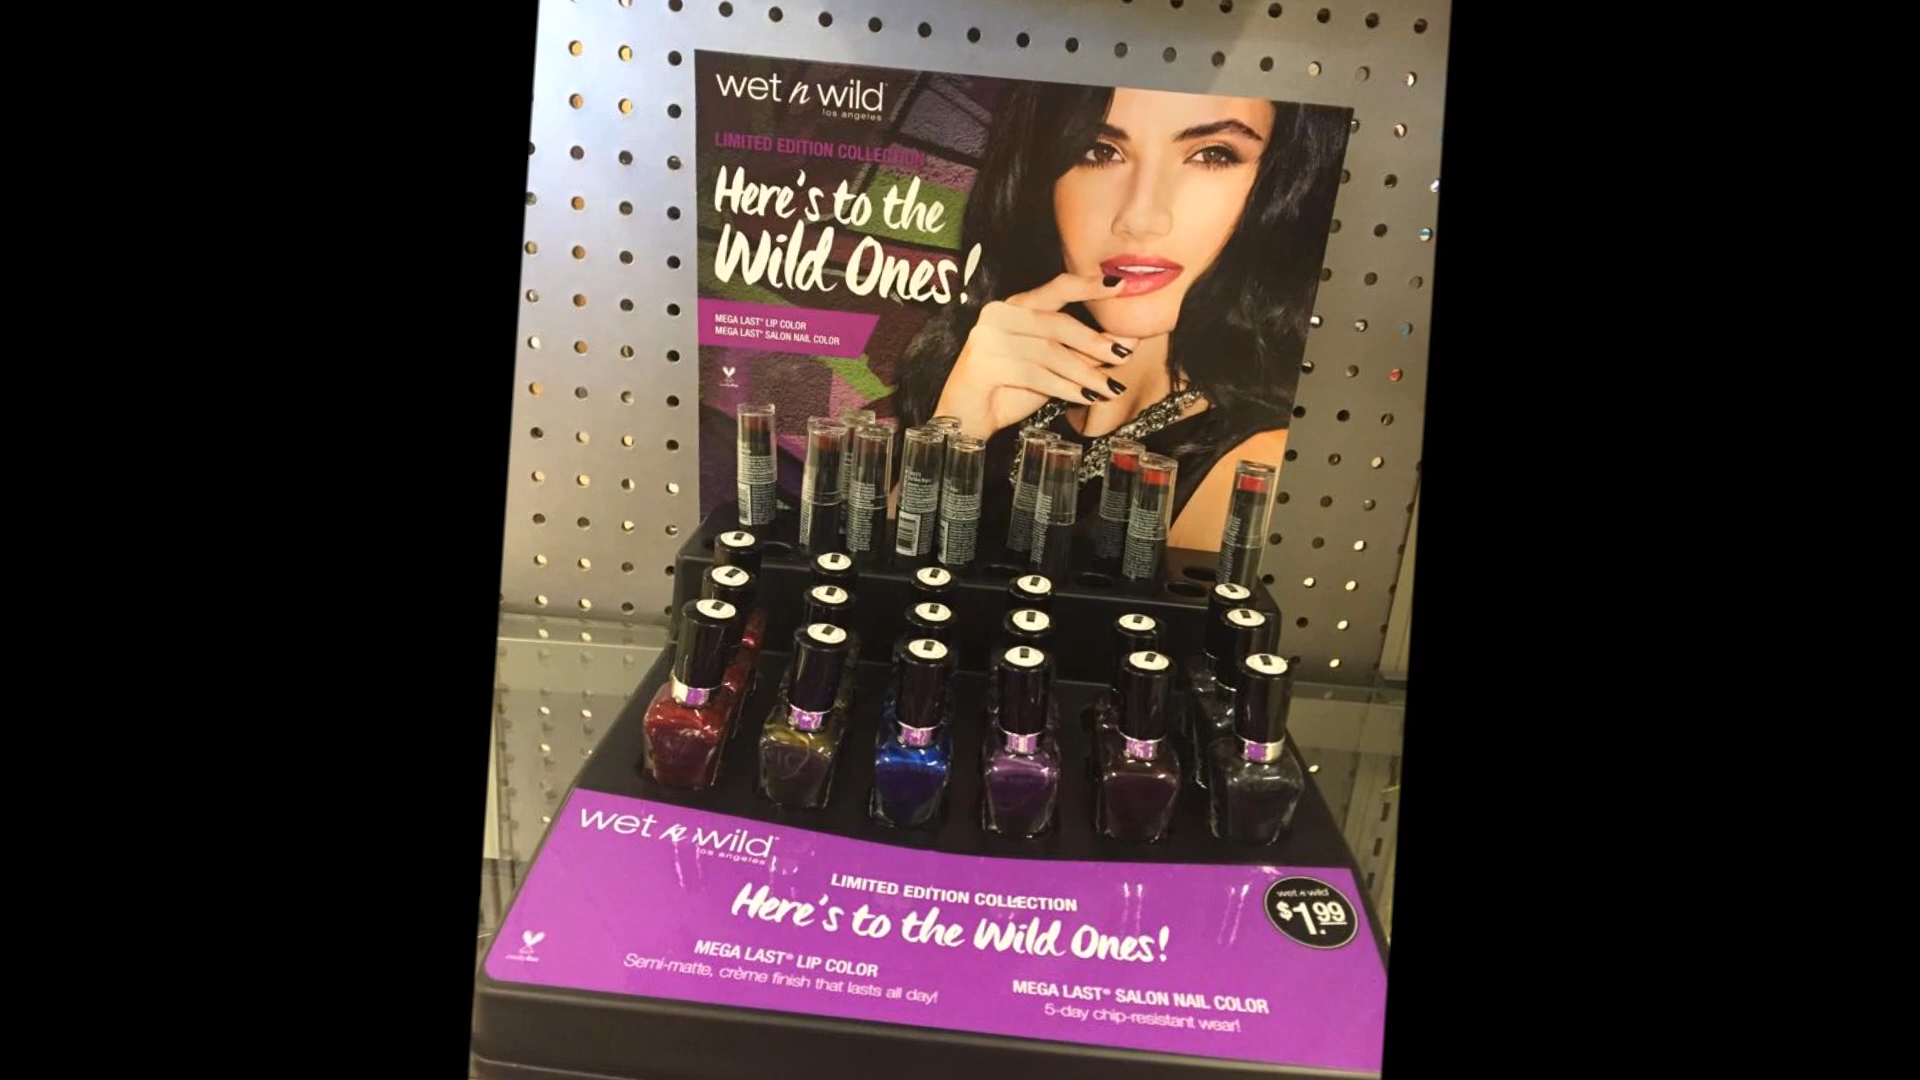 wet n wild
los angeles
LIMITED EDITION COLLECTION
Here's to the
Wild Ones!
MEGA LAST® LIP COLOR
MEGA LAST® SALON NAIL COLOR
wet n wild
los angeles
LIMITED EDITION COLLECTION
Here's to the Wild Ones!
MEGA LAST® LIP COLOR
Semi-matte, crème finish that lasts all day!
MEGA LAST® SALON NAIL COLOR
5-day chip-resistant wear!
wet n wild
$1.99